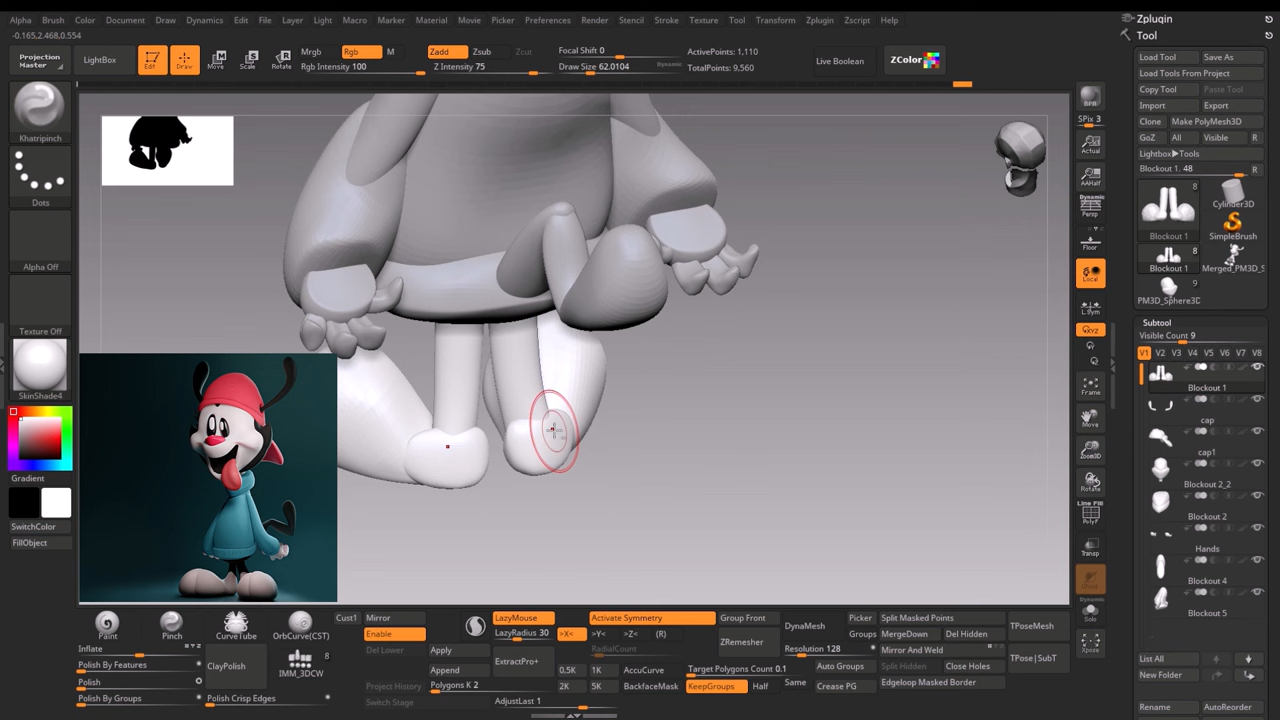 Alpha Brush Color Document Draw Dynamics Edit File Layer Light Macro Marker Material Movie Picker Preferences Render Stencil Stroke Texture Tool Transform Zplugin Zscript Help
-0.165,2.468,0.554
Projection Master
LightBox
Edit
Draw
Move
Scale
Rotate
Mrgb Rgb M
Rgb Intensity 100
Zadd Zsub Zcut
Z Intensity 75
Focal Shift 0
Draw Size 62.0104
Dynamic
ActivePoints: 1,110
TotalPoints: 9,560
Live Boolean
ZColor
Khatripinch
Dots
Alpha Off
Texture Off
SkinShade4
Gradient
SwitchColor
FillObject
BPR
SPix 3
Actual
AAHalf
Dynamic
Persp
Floor
Local
L.Sym
XYZ
Frame
Move
Zoom3D
Rotate
Line Fill
PolyF
Transp
Dynamic
Solo
Xpose
Zplugin
Tool
Load Tool Save As
Load Tools From Project
Copy Tool Paste Tool
Import Export
Clone Make PolyMesh3D
GoZ All Visible R
Lightbox▶Tools
Blockout 1. 48 R
8
Blockout 1
Cylinder3D
SimpleBrush
8
Blockout 1
Merged_PM3D_S
9
PM3D_Sphere3D
Subtool
Visible Count 9
V1 V2 V3 V4 V5 V6 V7 V8
Blockout 1
cap
cap1
Blockout 2_2
Blockout 2
Hands
Blockout 4
Blockout 5
List All
New Folder
Rename AutoReorder
Paint
Pinch
CurveTube
OrbCurve(CST)
Inflate
Polish By Features
Polish
Polish By Groups
ClayPolish
8
IMM_3DCW
Polish Crisp Edges
Cust1
Mirror
Enable
Del Lower
Apply
Append
Project History
Polygons K 2
Switch Stage
LazyMouse
LazyRadius 30
ExtractPro+
AdjustLast 1
Activate Symmetry
>X< >Y< >Z< (R)
RadialCount
0.5K 1K AccuCurve
2K 5K BackfaceMask
Group Front
ZRemesher
Target Polygons Count 0.1
KeepGroups Half Same
Picker
DynaMesh
Groups
Resolution 128
Auto Groups
Crease PG
Split Masked Points
MergeDown Del Hidden
Mirror And Weld
Split Hidden Close Holes
Edgeloop Masked Border
TPoseMesh
TPose|SubT